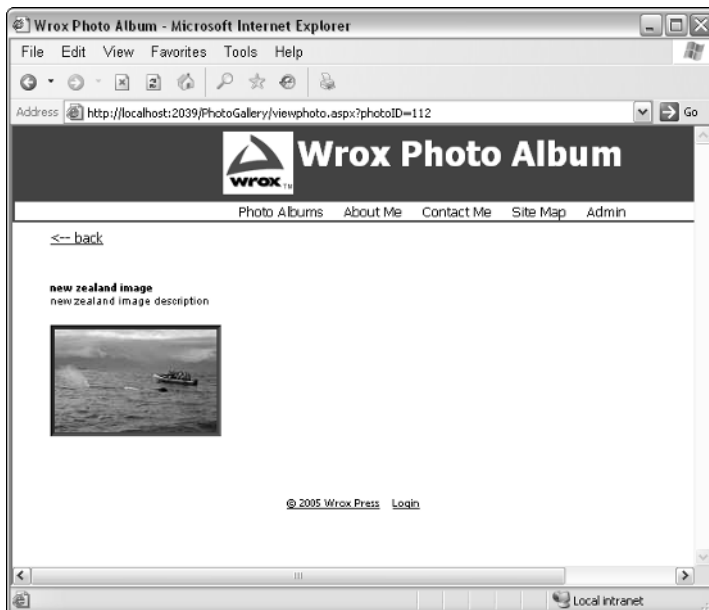 Wrox Photo Album - Microsoft Internet Explorer
File Edit View Favorites Tools Help
Address http://localhost:2039/PhotoGallery/viewphoto.aspx?photoID=112 Go
wrox™ Wrox Photo Album
Photo Albums About Me Contact Me Site Map Admin
<-- back
new zealand image
new zealand image description
© 2005 Wrox Press Login
Local intranet